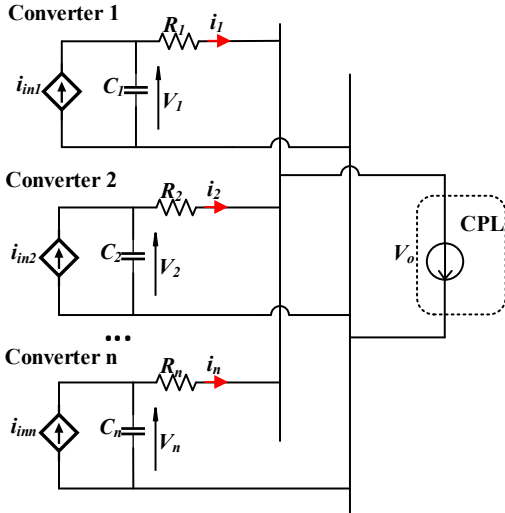 Converter 1
R1 i1
iin1 C1 V1
Converter 2
R2 i2
CPL
iin2 C2 V2 Vo
...
Converter n
Rn in
iinn Cn Vn